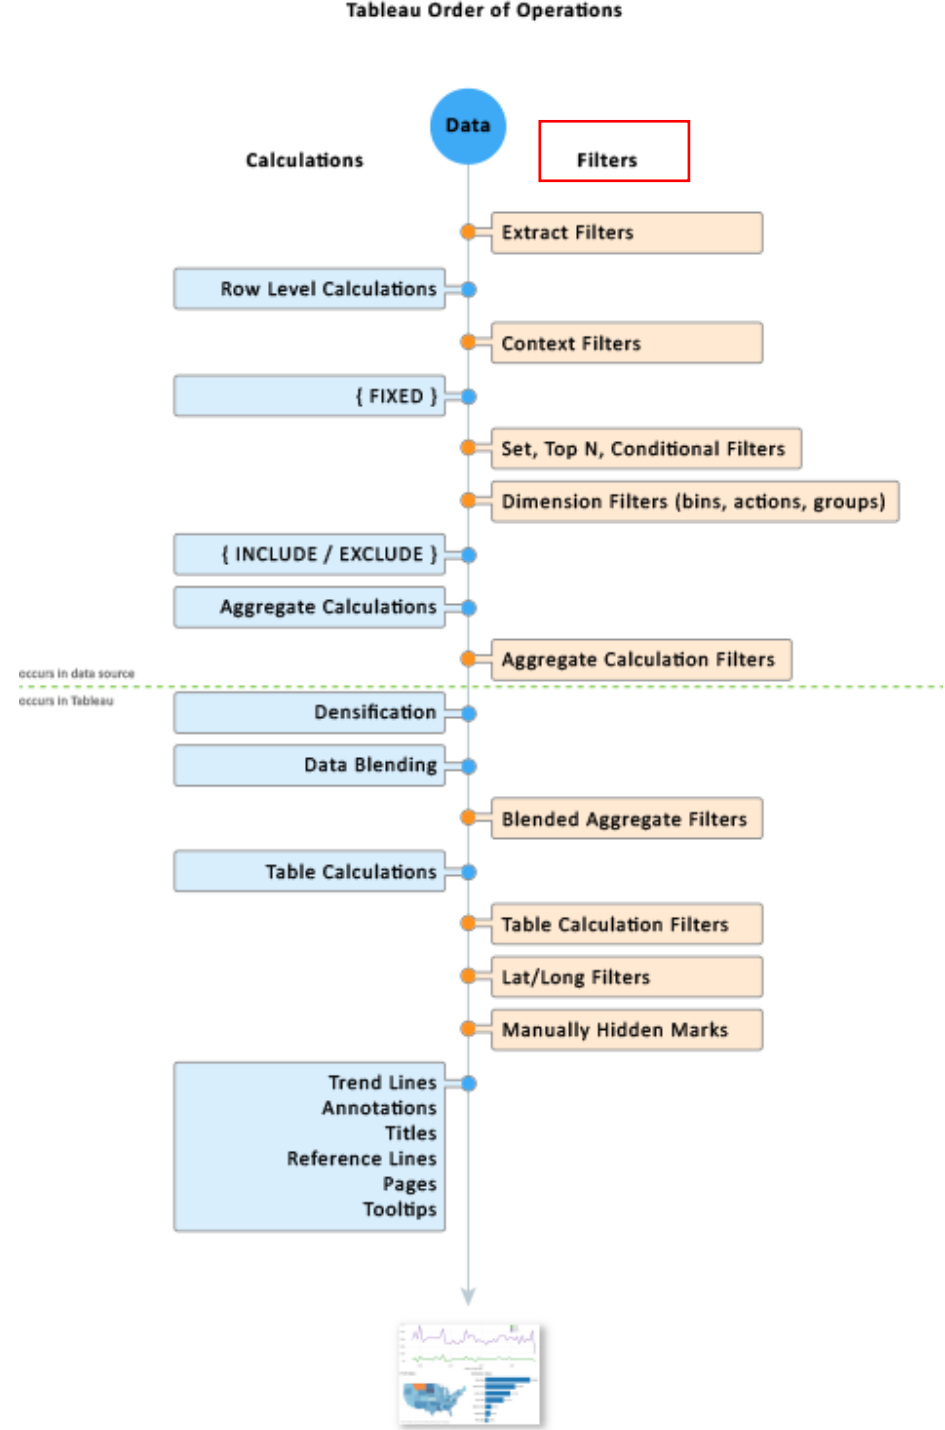 Tableau Order of Operations
Data
Calculations
Filters
Extract Filters
Row Level Calculations
Context Filters
{ FIXED }
Set, Top N, Conditional Filters
Dimension Filters (bins, actions, groups)
{ INCLUDE / EXCLUDE }
Aggregate Calculations
Aggregate Calculation Filters
occurs in data source
occurs in Tableau
Densification
Data Blending
Blended Aggregate Filters
Table Calculations
Table Calculation Filters
Lat/Long Filters
Manually Hidden Marks
Trend Lines
Annotations
Titles
Reference Lines
Pages
Tooltips